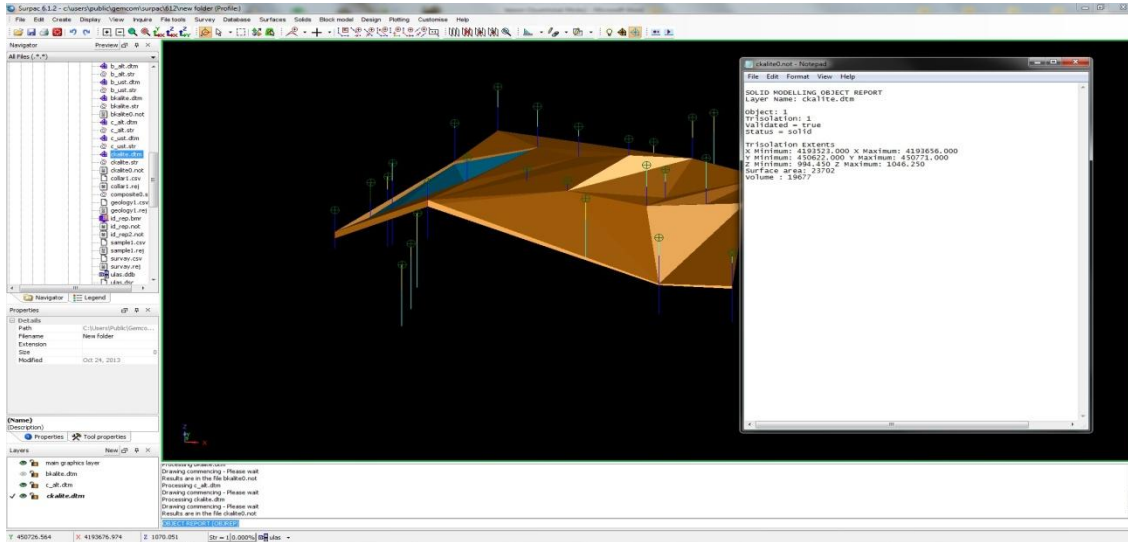 Surpac 6.1.2 - c:\users\public\gemcom\surpac\612\new folder (Profile)
File Edit Create Display View Inquire File tools Survey Database Surfaces Solids Block model Design Plotting Customise Help
Navigator
Preview
All Files (.*.*)
b_alt.dtm
b_alt.str
b_ust.dtm
b_ust.str
bkalite.dtm
bkalite.str
bkalite0.not
c_alt.dtm
c_alt.str
c_ust.dtm
c_ust.str
ckalite.dtm
ckalite.str
ckalite0.not
collar1.csv
collar1.rej
composite0.s
geology1.csv
geology1.rej
id_rep.bmr
id_rep.not
id_rep2.not
sample1.csv
sample1.rej
survay.csv
survay.rej
ulas.ddb
ulas.dsc
Navigator Legend
Properties
Details
Path C:\Users\Public\Gemco...
Filename New folder
Extension
Size 0
Modified Oct 24, 2013
(Name)
(Description)
Properties Tool properties
Layers New
main graphics layer
bkalite.dtm
c_alt.dtm
ckalite.dtm
Z
Y
X
ckalite0.not - Notepad
File Edit Format View Help
SOLID MODELLING OBJECT REPORT
Layer Name: ckalite.dtm
Object: 1
Trisolation: 1
Validated = true
Status = solid
Trisolation Extents
X Minimum: 4193523.000 X Maximum: 4193656.000
Y Minimum: 450622.000 Y Maximum: 450771.000
Z Minimum: 994.450 Z Maximum: 1046.250
Surface area: 23702
Volume : 19677
Processing bkalite.dtm
Drawing commencing - Please wait
Results are in the file bkalite0.not
Processing c_alt.dtm
Drawing commencing - Please wait
Processing ckalite.dtm
Drawing commencing - Please wait
Results are in the file ckalite0.not
OBJECT REPORT (OBJREP)
Y 450726.564 X 4193676.974 Z 1070.051 Str = 1 0.000% ulas